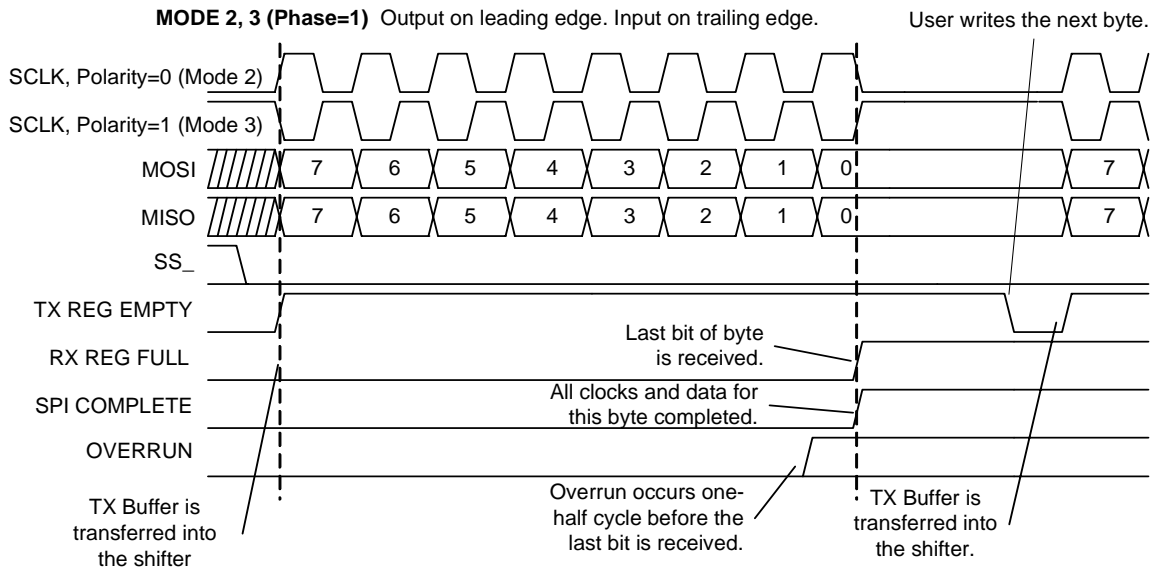 MODE 2, 3 (Phase=1) Output on leading edge. Input on trailing edge.
User writes the next byte.
SCLK, Polarity=0 (Mode 2)
SCLK, Polarity=1 (Mode 3)
MOSI 7 6 5 4 3 2 1 0 7
MISO 7 6 5 4 3 2 1 0 7
SS_
TX REG EMPTY
RX REG FULL
Last bit of byte
is received.
SPI COMPLETE
All clocks and data for
this byte completed.
OVERRUN
TX Buffer is
transferred into
the shifter
Overrun occurs one-
half cycle before the
last bit is received.
TX Buffer is
transferred into
the shifter.